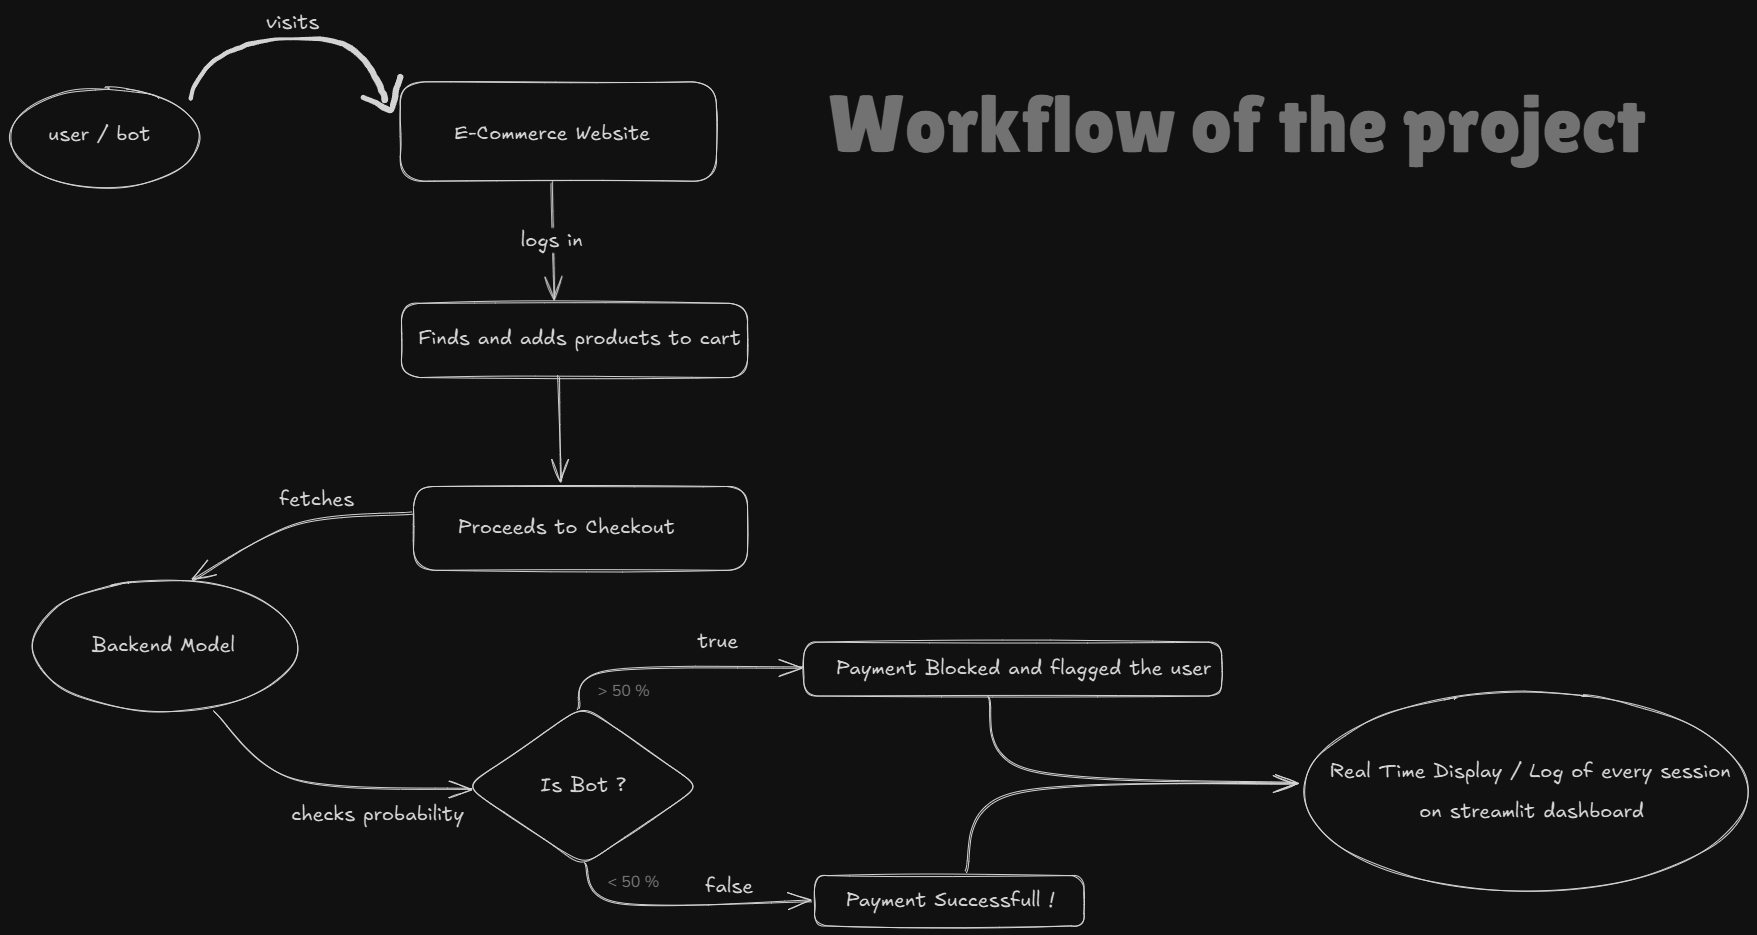 visits
user / bot
E-Commerce Website
Workflow of the project
logs in
Finds and adds products to cart
fetches
Proceeds to Checkout
Backend Model
true
Payment Blocked and flagged the user
> 50 %
Is Bot ?
checks probability
Real Time Display / Log of every session
on streamlit dashboard
< 50 %
false
Payment Successfull !